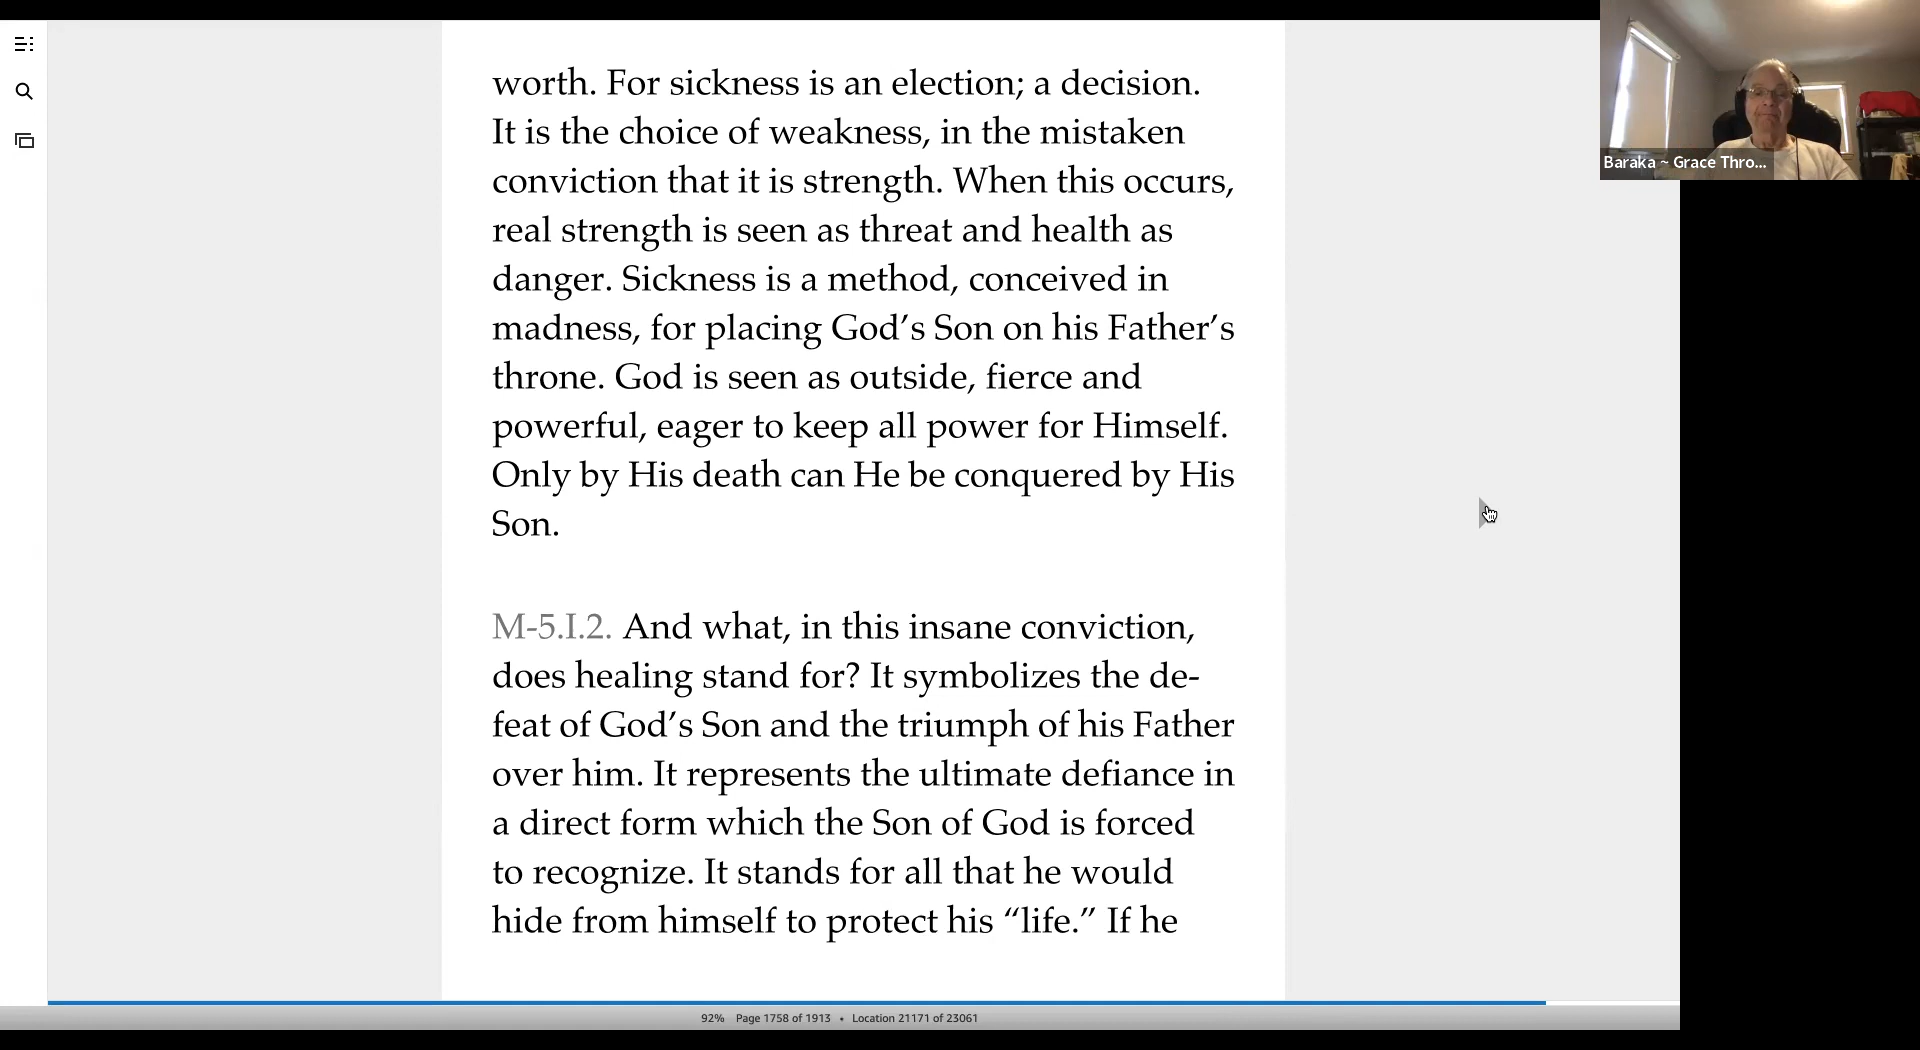 worth. For sickness is an election; a decision.
It is the choice of weakness, in the mistaken
conviction that it is strength. When this occurs,
real strength is seen as threat and health as
danger. Sickness is a method, conceived in
madness, for placing God’s Son on his Father’s
throne. God is seen as outside, fierce and
powerful, eager to keep all power for Himself.
Only by His death can He be conquered by His
Son.
M-5.I.2. And what, in this insane conviction,
does healing stand for? It symbolizes the de-
feat of God’s Son and the triumph of his Father
over him. It represents the ultimate defiance in
a direct form which the Son of God is forced
to recognize. It stands for all that he would
hide from himself to protect his “life.” If he
92% Page 1758 of 1913 • Location 21171 of 23061
Baraka ~ Grace Thro...